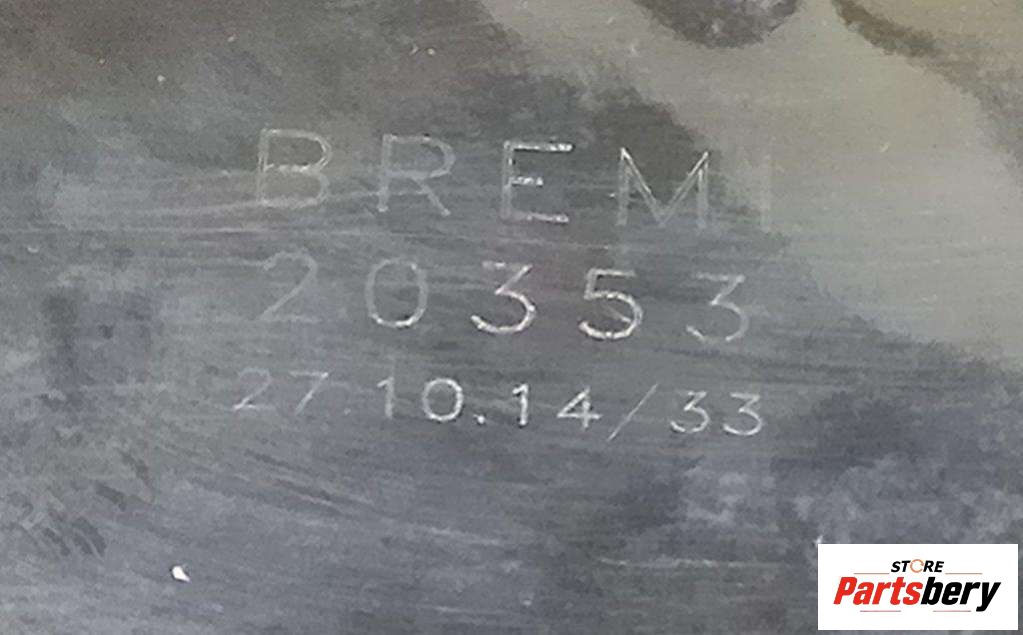 BREMI
20353
27.10.14/33
STORE
Partsbery